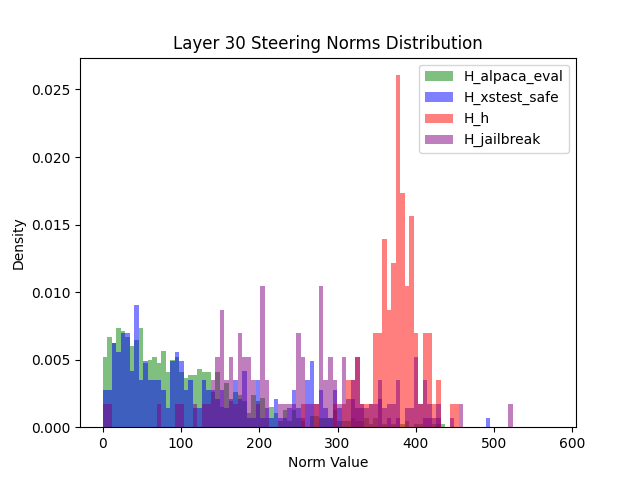 Layer 30 Steering Norms Distribution
H_alpaca_eval
H_xstest_safe
H_h
H_jailbreak
Density
0.025
0.020
0.015
0.010
0.005
0.000
0 100 200 300 400 500 600
Norm Value